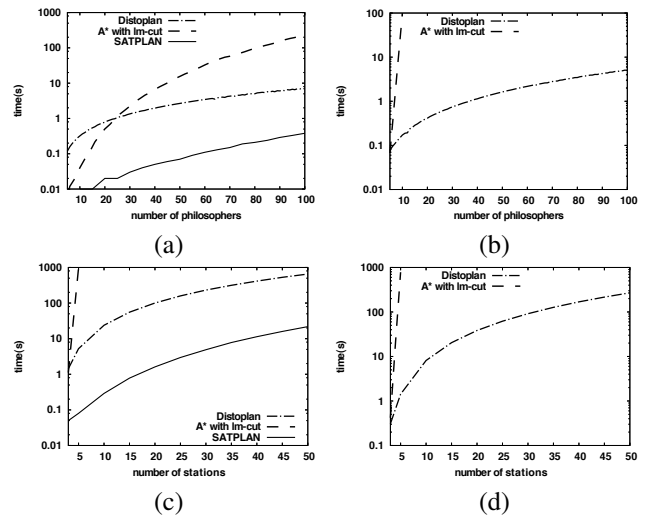 1000
100
10
1
0.1
0.01
time(s)
Distoplan
A* with lm-cut
SATPLAN
10 20 30 40 50 60 70 80 90 100
number of philosophers
(a)
100
10
1
0.1
0.01
time(s)
Distoplan
A* with lm-cut
10 20 30 40 50 60 70 80 90 100
number of philosophers
(b)
1000
100
10
1
0.1
0.01
time(s)
Distoplan
A* with lm-cut
SATPLAN
5 10 15 20 25 30 35 40 45 50
number of stations
(c)
1000
100
10
1
0.1
time(s)
Distoplan
A* with lm-cut
5 10 15 20 25 30 35 40 45 50
number of stations
(d)